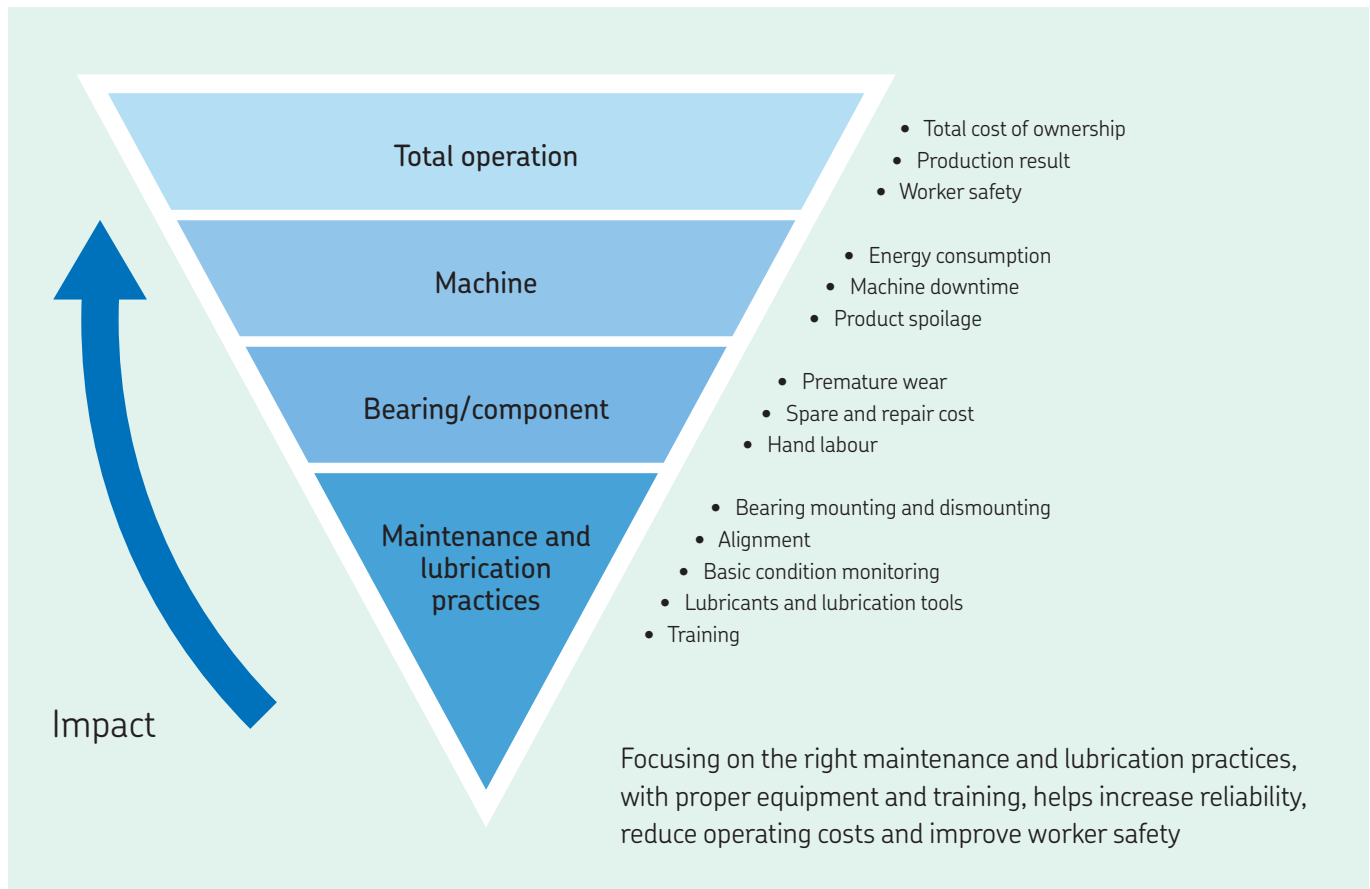 Total operation
• Total cost of ownership
• Production result
• Worker safety
Machine
• Energy consumption
• Machine downtime
• Product spoilage
Bearing/component
• Premature wear
• Spare and repair cost
• Hand labour
Maintenance and
lubrication
practices
• Bearing mounting and dismounting
• Alignment
• Basic condition monitoring
• Lubricants and lubrication tools
• Training
Impact
Focusing on the right maintenance and lubrication practices,
with proper equipment and training, helps increase reliability,
reduce operating costs and improve worker safety